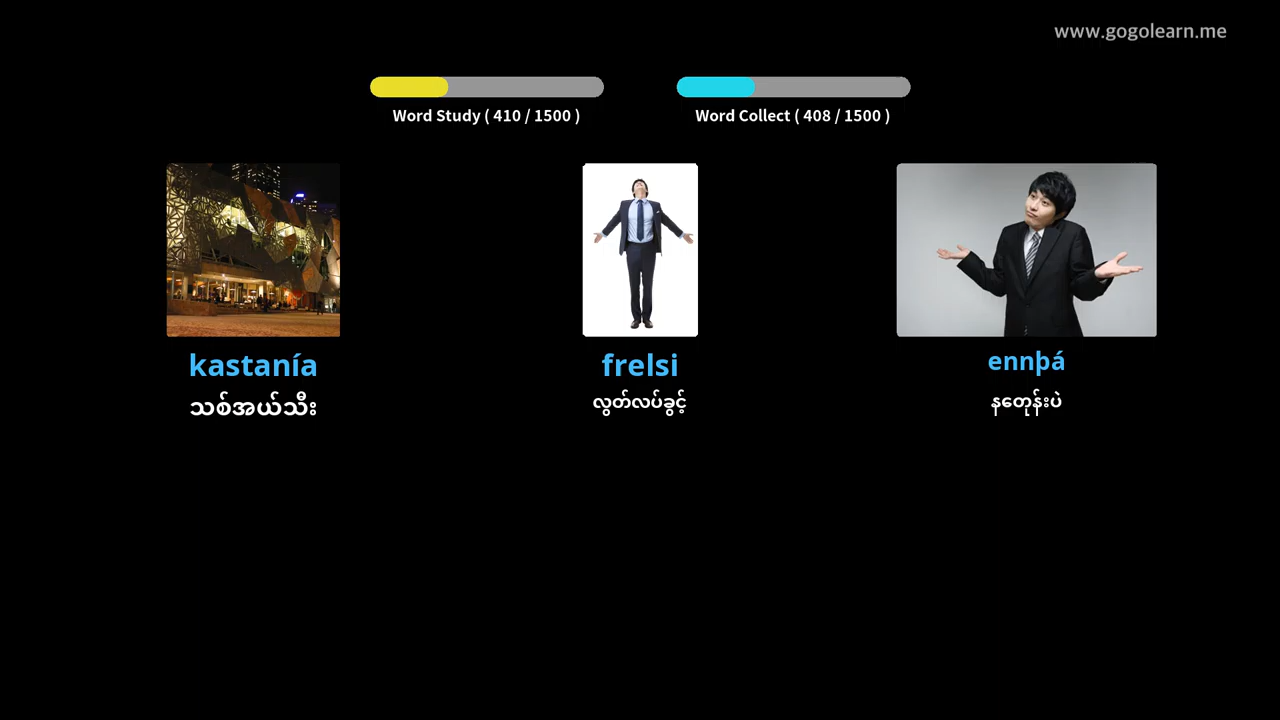 www.gogolearn.me
Word Study ( 410 / 1500 )
Word Collect ( 408 / 1500 )
kastanía
frelsi
ennþá
သစ်အယ်သီး
လွတ်လပ်ခွင့်
နတေုန်းပဲ